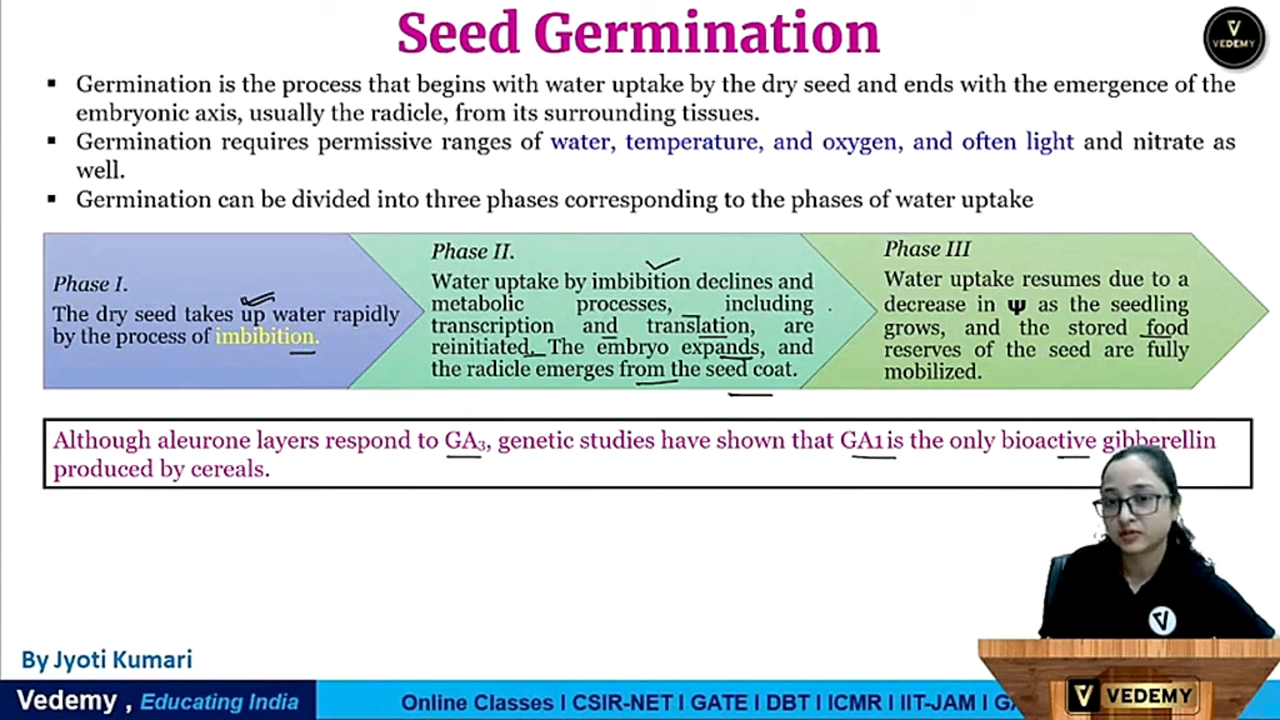 Seed Germination
V
VEDEMY
▪ Germination is the process that begins with water uptake by the dry seed and ends with the emergence of the
embryonic axis, usually the radicle, from its surrounding tissues.
▪ Germination requires permissive ranges of water, temperature, and oxygen, and often light and nitrate as
well.
▪ Germination can be divided into three phases corresponding to the phases of water uptake
Phase I.
The dry seed takes up water rapidly
by the process of imbibition.
Phase II.
Water uptake by imbibition declines and
metabolic processes, including
transcription and translation, are
reinitiated. The embryo expands, and
the radicle emerges from the seed coat.
Phase III
Water uptake resumes due to a
decrease in Ψ as the seedling
grows, and the stored food
reserves of the seed are fully
mobilized.
Although aleurone layers respond to GA₃, genetic studies have shown that GA1 is the only bioactive gibberellin
produced by cereals.
By Jyoti Kumari
Vedemy , Educating India
Online Classes I CSIR-NET I GATE I DBT I ICMR I IIT-JAM I
V VEDEMY